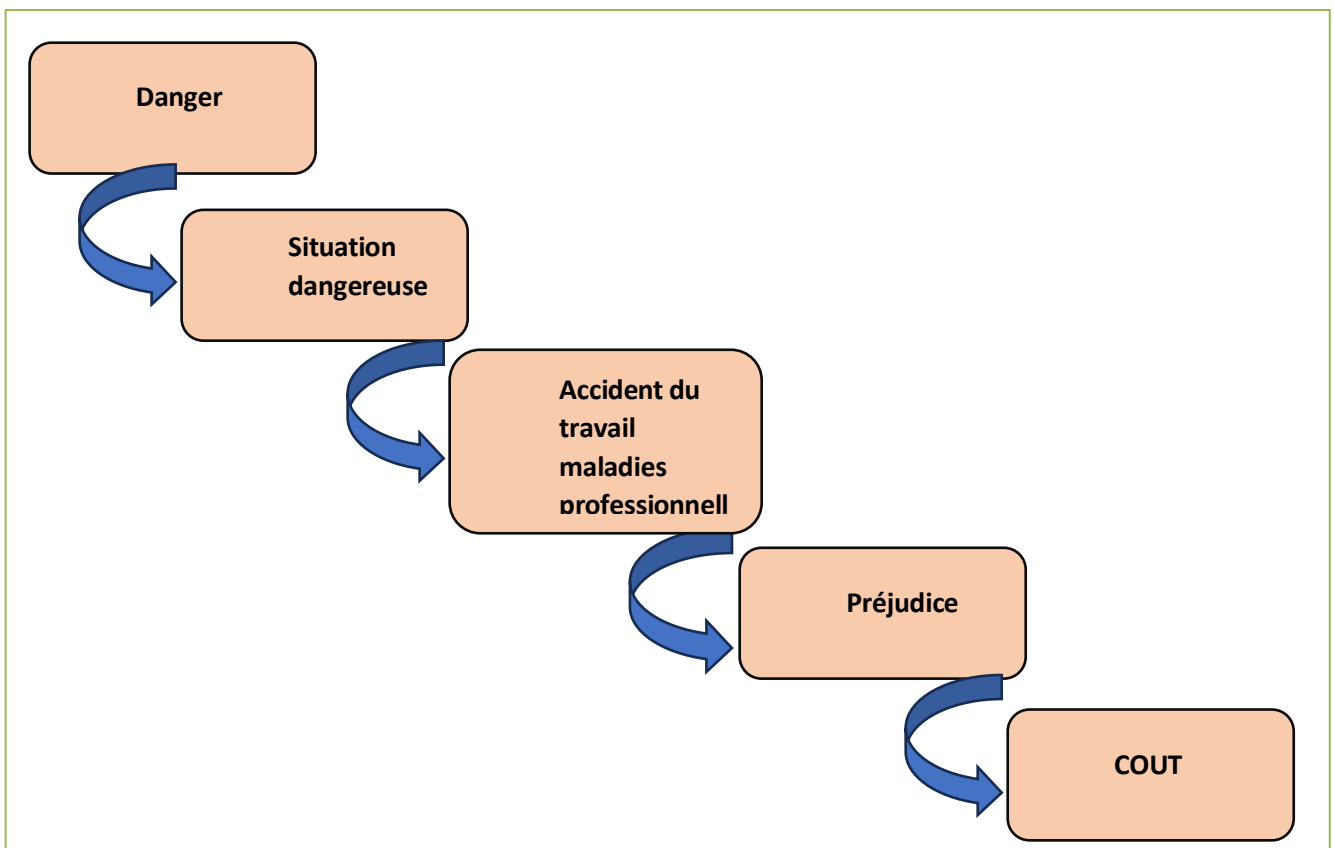 Danger
Situation
dangereuse
Accident du
travail
maladies
professionnell
Préjudice
COUT